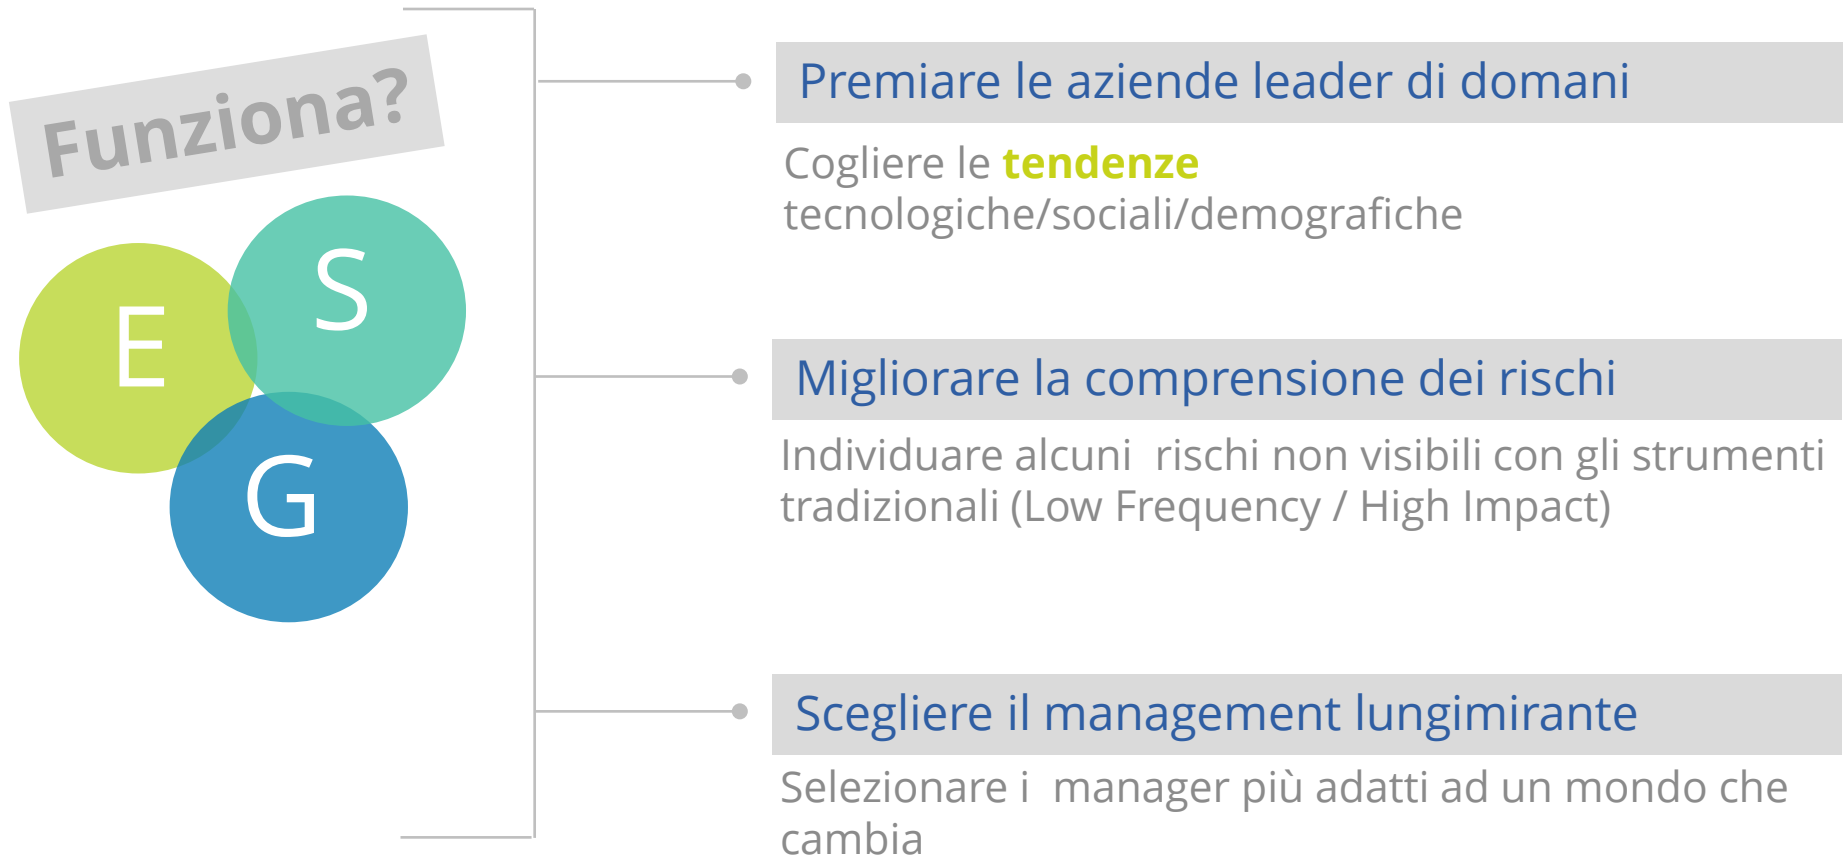 Funziona?
E
S
G
Premiare le aziende leader di domani
Cogliere le tendenze
tecnologiche/sociali/demografiche
Migliorare la comprensione dei rischi
Individuare alcuni  rischi non visibili con gli strumenti
tradizionali (Low Frequency / High Impact)
Scegliere il management lungimirante
Selezionare i  manager più adatti ad un mondo che
cambia